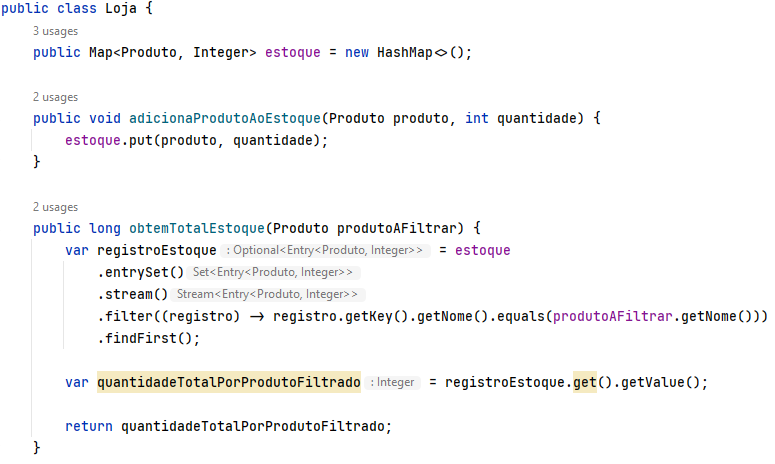 public class Loja {
3 usages
public Map<Produto, Integer> estoque = new HashMap<>();
2 usages
public void adicionaProdutoAoEstoque(Produto produto, int quantidade) {
estoque.put(produto, quantidade);
}
2 usages
public long obtemTotalEstoque(Produto produtoAFiltrar) {
var registroEstoque : Optional<Entry<Produto, Integer>> = estoque
.entrySet() Set<Entry<Produto, Integer>>
.stream() Stream<Entry<Produto, Integer>>
.filter((registro) -> registro.getKey().getNome().equals(produtoAFiltrar.getNome()))
.findFirst();
var quantidadeTotalPorProdutoFiltrado : Integer = registroEstoque.get().getValue();
return quantidadeTotalPorProdutoFiltrado;
}